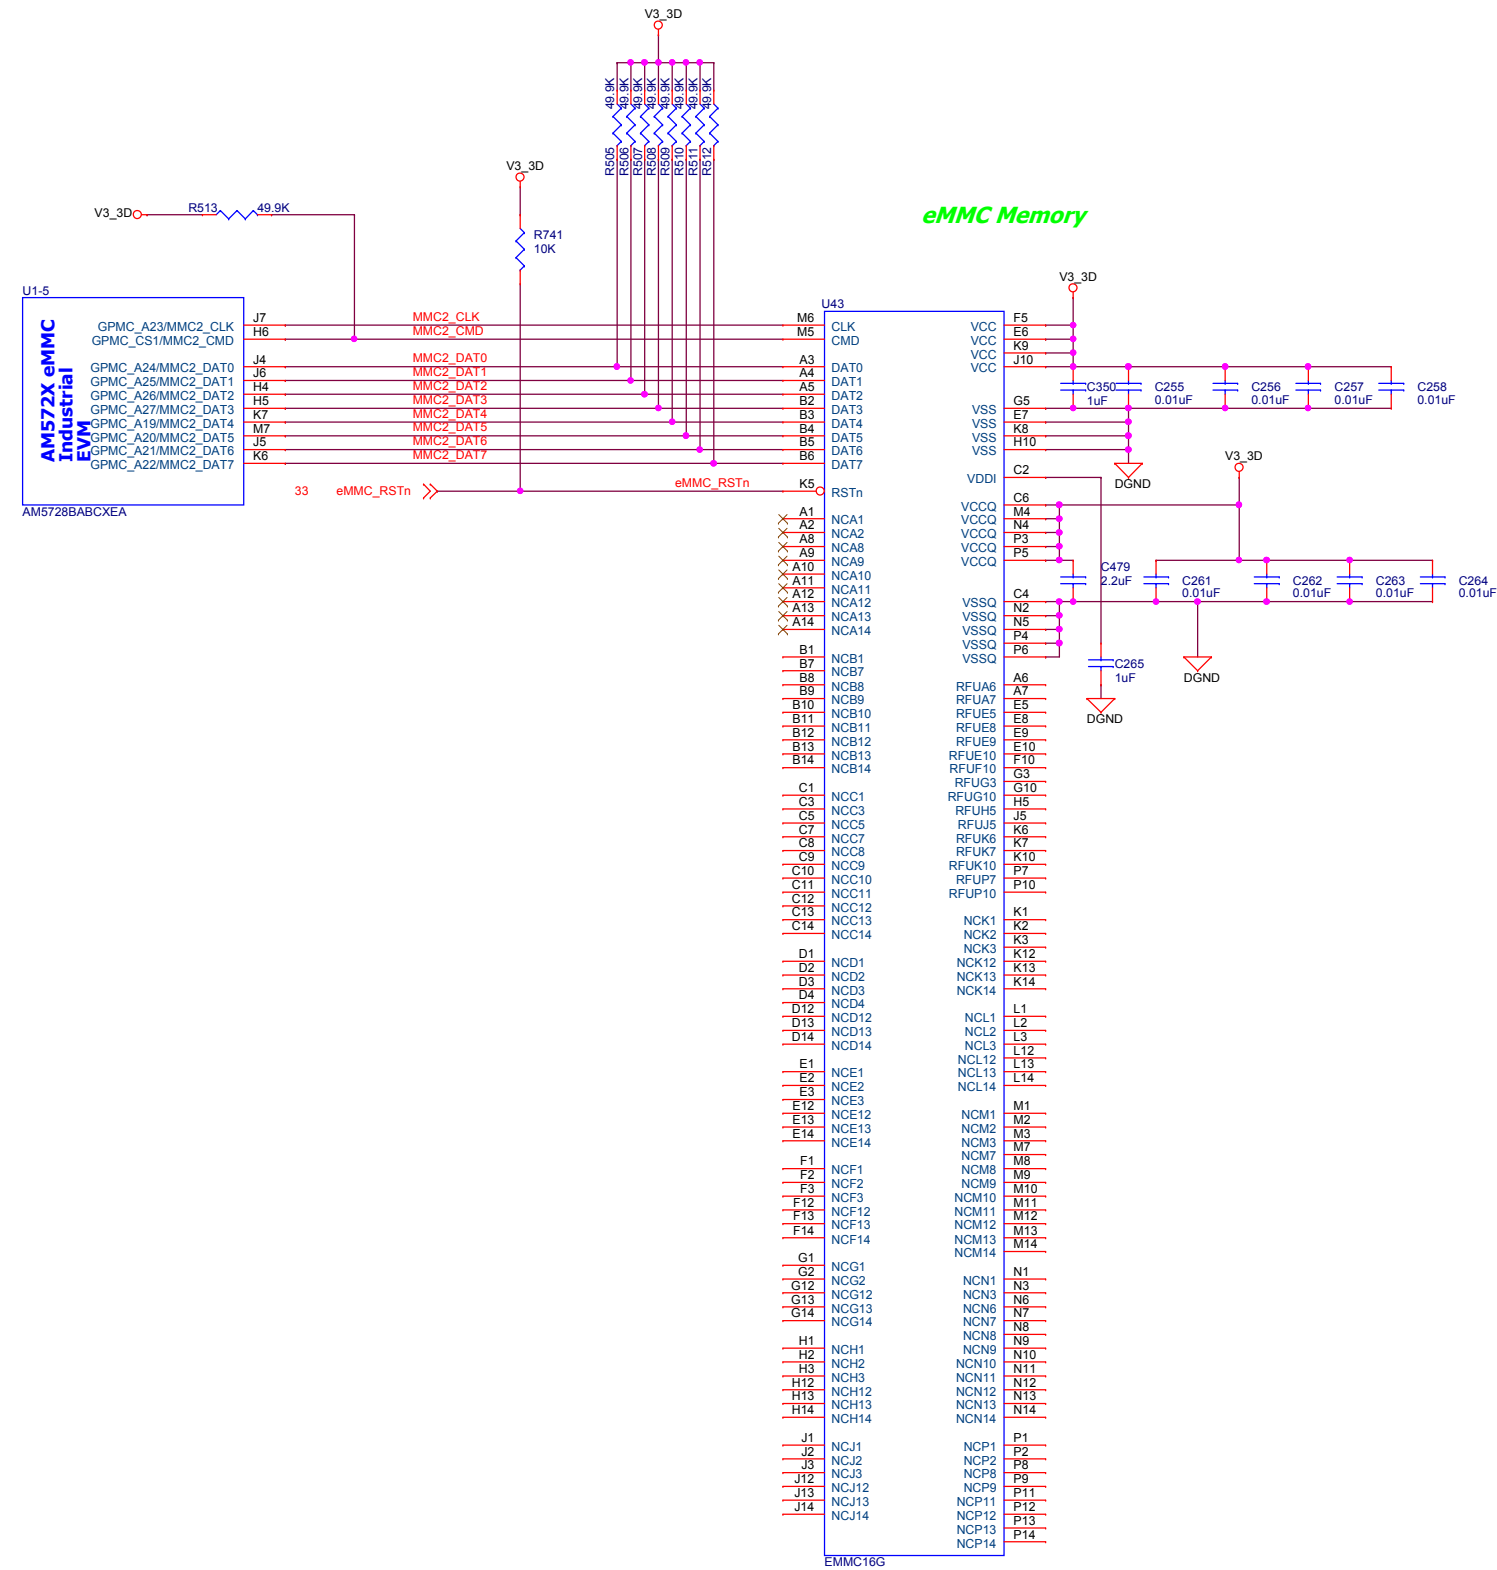 V3_3D
49.9K
49.9K
49.9K
49.9K
49.9K
49.9K
49.9K
49.9K
R505
R506
R507
R508
R509
R510
R511
R512
V3_3D
R741
10K
V3_3D
R513
49.9K
eMMC Memory
U1-5
AM572X eMMC
Industrial
EVM
GPMC_A23/MMC2_CLK J7 MMC2_CLK
GPMC_CS1/MMC2_CMD H6 MMC2_CMD
GPMC_A24/MMC2_DAT0 J4 MMC2_DAT0
GPMC_A25/MMC2_DAT1 J6 MMC2_DAT1
GPMC_A26/MMC2_DAT2 H4 MMC2_DAT2
GPMC_A27/MMC2_DAT3 H5 MMC2_DAT3
GPMC_A19/MMC2_DAT4 K7 MMC2_DAT4
GPMC_A20/MMC2_DAT5 M7 MMC2_DAT5
GPMC_A21/MMC2_DAT6 J5 MMC2_DAT6
GPMC_A22/MMC2_DAT7 K6 MMC2_DAT7
AM5728BABCXEA
33 eMMC_RSTn eMMC_RSTn
U43
M6 CLK
M5 CMD
A3 DAT0
A4 DAT1
A5 DAT2
B2 DAT3
B3 DAT4
B4 DAT5
B5 DAT6
B6 DAT7
K5 RSTn
A1 NCA1
A2 NCA2
A8 NCA8
A9 NCA9
A10 NCA10
A11 NCA11
A12 NCA12
A13 NCA13
A14 NCA14
B1 NCB1
B7 NCB7
B8 NCB8
B9 NCB9
B10 NCB10
B11 NCB11
B12 NCB12
B13 NCB13
B14 NCB14
C1 NCC1
C3 NCC3
C5 NCC5
C7 NCC7
C8 NCC8
C9 NCC9
C10 NCC10
C11 NCC11
C12 NCC12
C13 NCC13
C14 NCC14
D1 NCD1
D2 NCD2
D3 NCD3
D4 NCD4
D12 NCD12
D13 NCD13
D14 NCD14
E1 NCE1
E2 NCE2
E3 NCE3
E12 NCE12
E13 NCE13
E14 NCE14
F1 NCF1
F2 NCF2
F3 NCF3
F12 NCF12
F13 NCF13
F14 NCF14
G1 NCG1
G2 NCG2
G12 NCG12
G13 NCG13
G14 NCG14
H1 NCH1
H2 NCH2
H3 NCH3
H12 NCH12
H13 NCH13
H14 NCH14
J1 NCJ1
J2 NCJ2
J3 NCJ3
J12 NCJ12
J13 NCJ13
J14 NCJ14
EMMC16G
V3_3D
VCC F5
VCC E6
VCC K9
VCC J10
C350
1uF
C255
0.01uF
C256
0.01uF
C257
0.01uF
C258
0.01uF
VSS G5
VSS E7
VSS K8
VSS H10
DGND
VDDI C2
V3_3D
VCCQ C6
VCCQ M4
VCCQ N4
VCCQ P3
VCCQ P5
C479
2.2uF
C261
0.01uF
C262
0.01uF
C263
0.01uF
C264
0.01uF
VSSQ C4
VSSQ N2
VSSQ N5
VSSQ P4
VSSQ P6
C265
1uF
DGND
DGND
RFUA6 A6
RFUA7 A7
RFUE5 E5
RFUE8 E8
RFUE9 E9
RFUE10 E10
RFUF10 F10
RFUG3 G3
RFUG10 G10
RFUH5 H5
RFUJ5 J5
RFUK6 K6
RFUK7 K7
RFUK10 K10
RFUP7 P7
RFUP10 P10
NCK1 K1
NCK2 K2
NCK3 K3
NCK12 K12
NCK13 K13
NCK14 K14
NCL1 L1
NCL2 L2
NCL3 L3
NCL12 L12
NCL13 L13
NCL14 L14
NCM1 M1
NCM2 M2
NCM3 M3
NCM7 M7
NCM8 M8
NCM9 M9
NCM10 M10
NCM11 M11
NCM12 M12
NCM13 M13
NCM14 M14
NCN1 N1
NCN3 N3
NCN6 N6
NCN7 N7
NCN8 N8
NCN9 N9
NCN10 N10
NCN11 N11
NCN12 N12
NCN13 N13
NCN14 N14
NCP1 P1
NCP2 P2
NCP8 P8
NCP9 P9
NCP11 P11
NCP12 P12
NCP13 P13
NCP14 P14